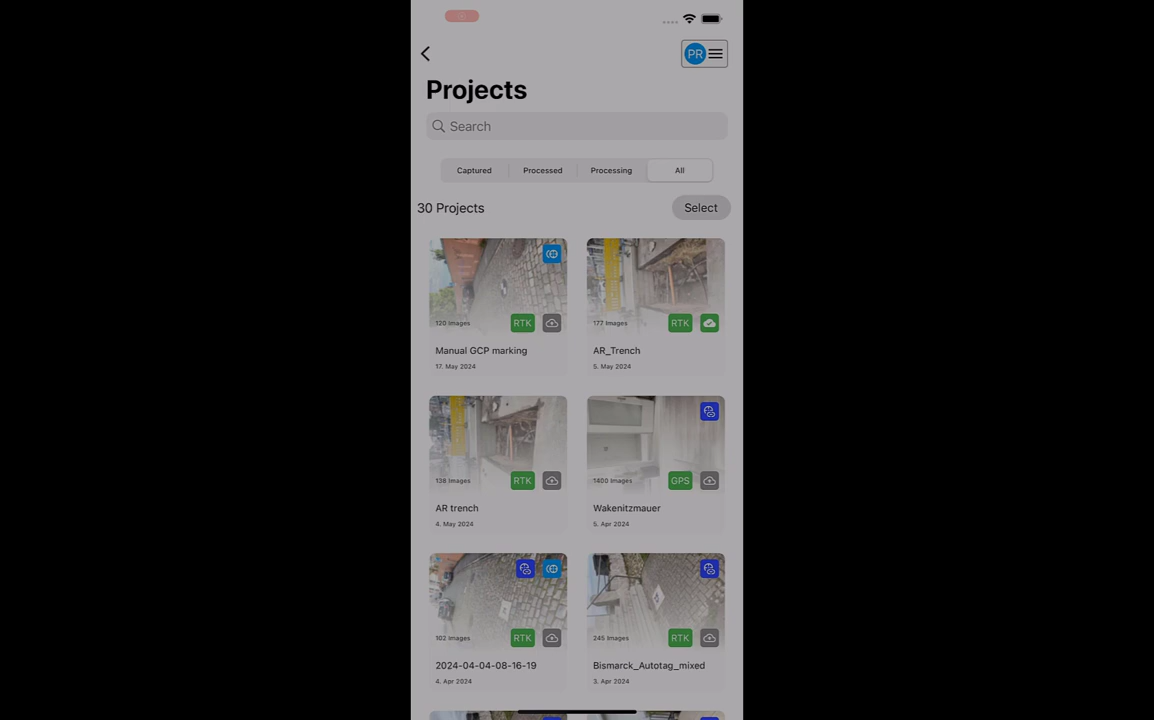 PR
Projects
Search
Captured Processed Processing All
30 Projects Select
120 Images RTK
177 Images RTK
Manual GCP marking
17. May 2024
AR_Trench
5. May 2024
138 Images RTK
1400 Images GPS
AR trench
4. May 2024
Wakenitzmauer
5. Apr 2024
102 Images RTK
245 Images RTK
2024-04-04-08-16-19
4. Apr 2024
Bismarck_Autotag_mixed
3. Apr 2024